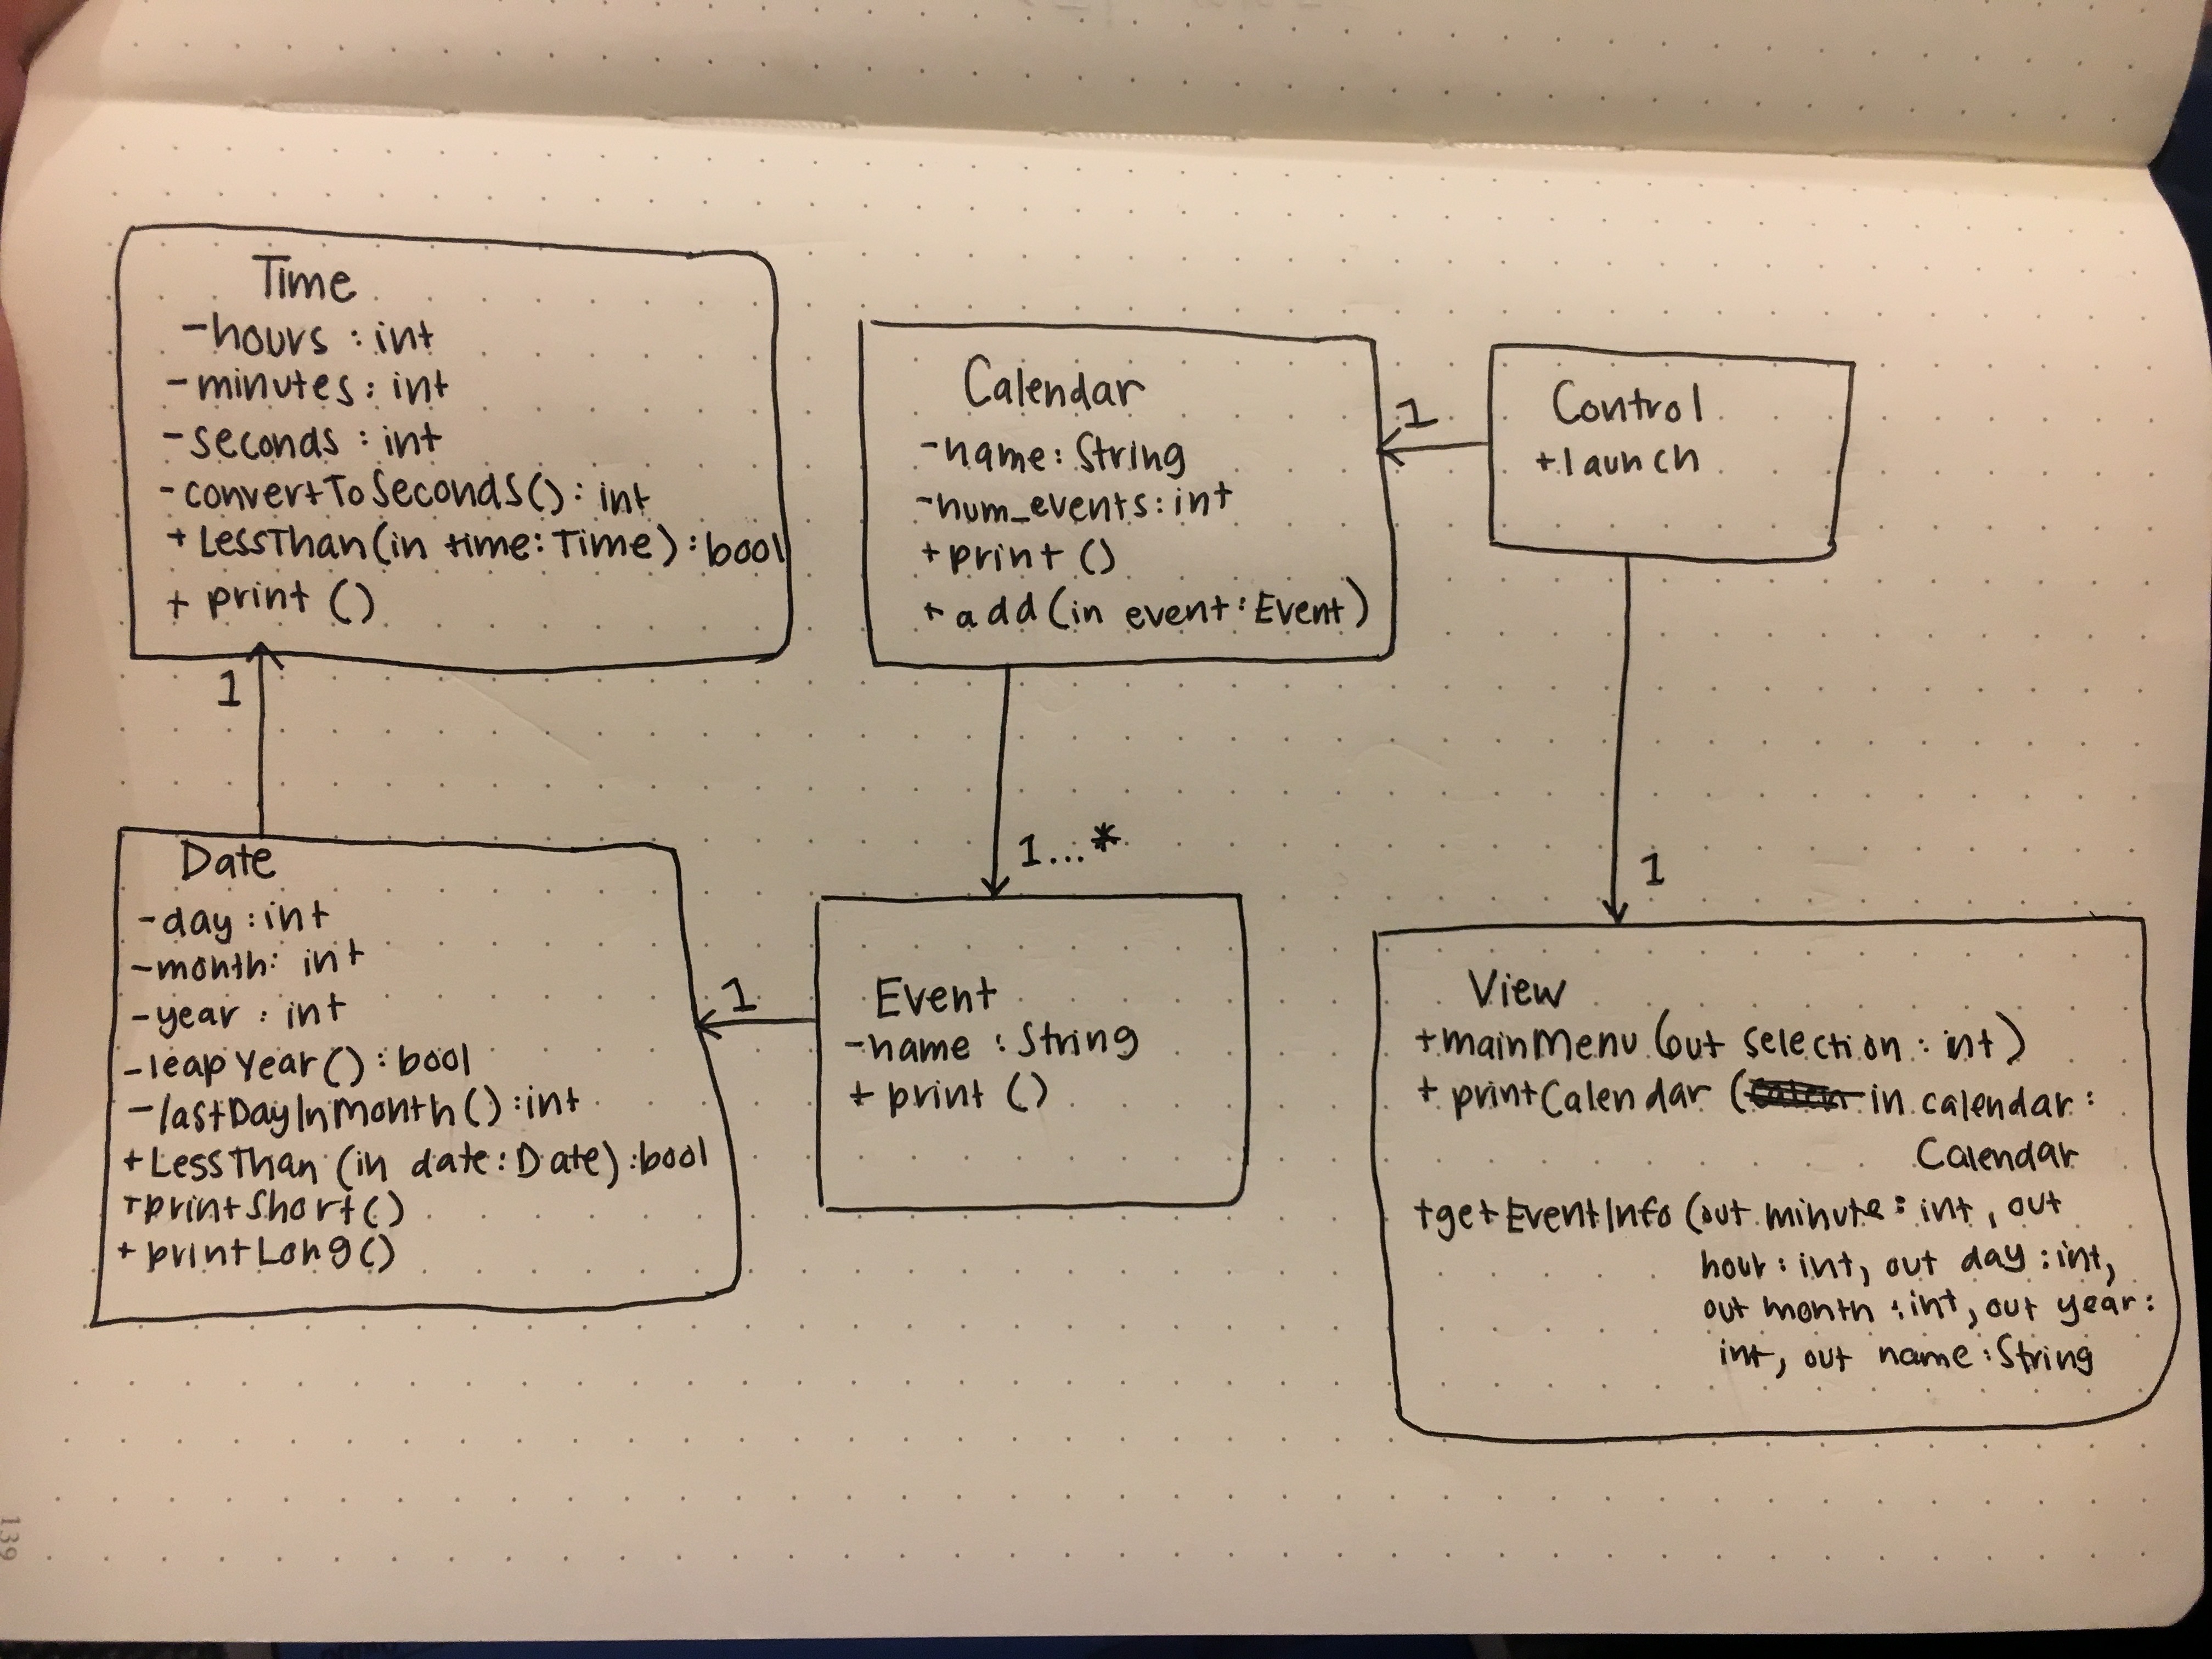 Time
-hours : int
-minutes: int
-seconds : int
-convertToSeconds(): int
+ LessThan(in time: Time) : bool
+ print ()
1
Calendar
-name: String
-num_events: int
+print ()
+add(in event: Event)
1
Control
+launch
1
1...*
Date
-day : int
-month: int
-year : int
-leapYear() : bool
-lastDayInMonth() : int
+LessThan (in date: Date) :bool
+printShort()
+ printLong()
1
Event
-name : String
+ print ()
View
+mainMenu (out selection : int)
+ printCalendar (in calendar :
Calendar
+getEventInfo (out minute : int, out
hour : int, out day : int,
out month : int, out year :
int, out name : String
139